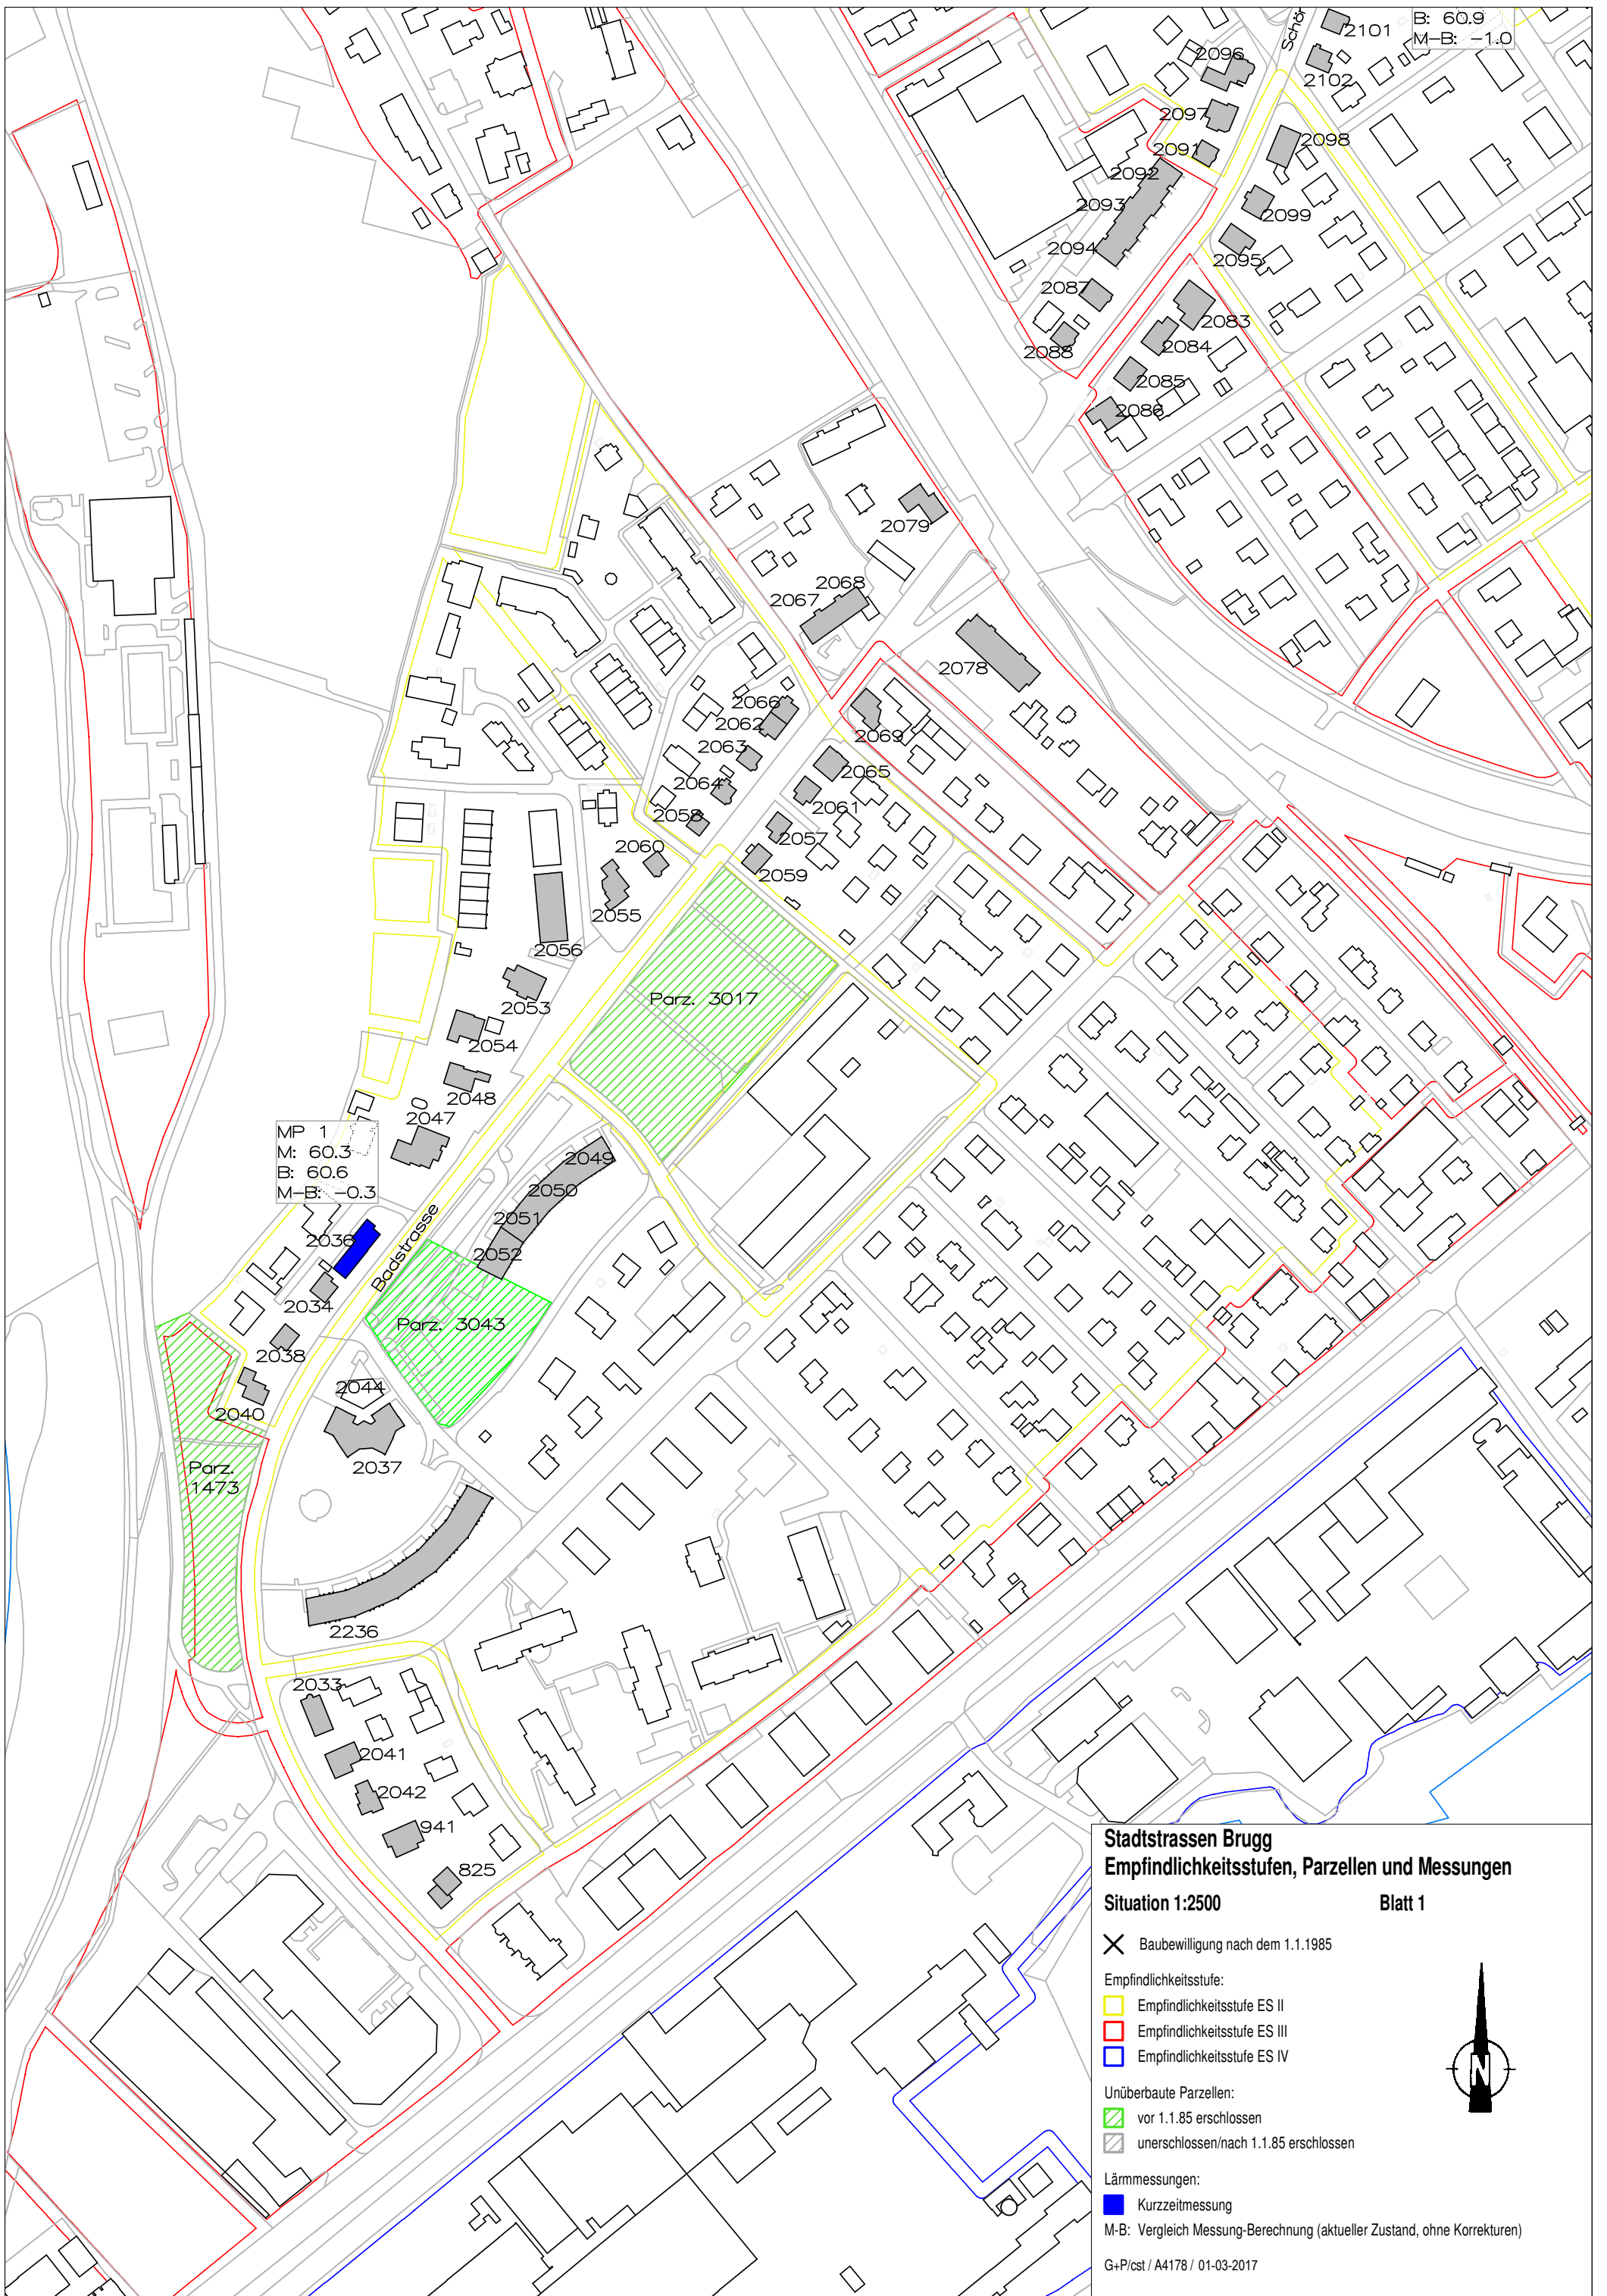 Schön
2101
B: 60.9
M-B: -1.0
2096
2102
2097
2098
2091
2092
2093
2099
2094
2095
2087
2083
2088
2084
2085
2086
2079
2068
2067
2078
2066
2062
2069
2063
2065
2064
2061
2058
2057
2060
2059
2055
2056
Parz. 3017
2053
2054
2048
2047
MP 1
M: 60.3
B: 60.6
M-B: -0.3
2049
2050
2051
2052
2036
Badstrasse
2034
Parz. 3043
2038
2044
2040
2037
Parz.
1473
2236
2033
2041
2042
941
825
Stadtstrassen Brugg
Empfindlichkeitsstufen, Parzellen und Messungen
Situation 1:2500 Blatt 1
Baubewilligung nach dem 1.1.1985
Empfindlichkeitsstufe:
Empfindlichkeitsstufe ES II
Empfindlichkeitsstufe ES III
Empfindlichkeitsstufe ES IV
N
Unüberbaute Parzellen:
vor 1.1.85 erschlossen
unerschlossen/nach 1.1.85 erschlossen
Lärmmessungen:
Kurzzeitmessung
M-B: Vergleich Messung-Berechnung (aktueller Zustand, ohne Korrekturen)
G+P/cst / A4178 / 01-03-2017